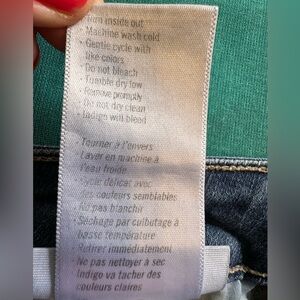 Turn inside out
Machine wash cold
· Gentle cycle with
like colors
· Do not bleach
· Tumble dry low
· Remove promptly
· Do not dry clean
· Indigo will bleed
· Tourner à l'envers
· Laver en machine à
l'eau froide
Cycle délicat avec
des couleurs semblables
· Ne pas blanchir
· Séchage par culbutage à
basse température
· Retirer immédiatement
· Ne pas nettoyer à sec
Indigo va tacher des
couleurs claires